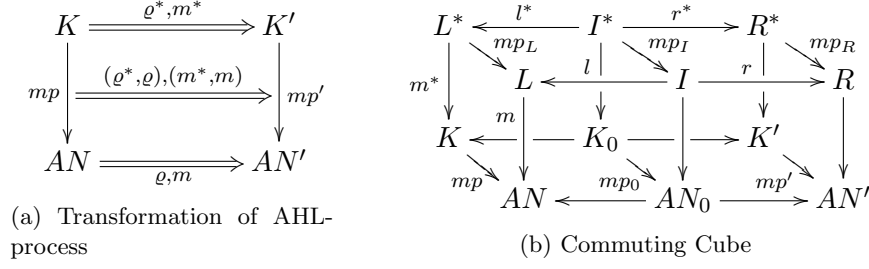 K ϱ*,m* K′
mp (ϱ*,ϱ),(m*,m) mp′
AN ϱ,m AN′
(a) Transformation of AHL-
process
L* l* I* r* R*
mp_L mp_I mp_R
m* L l I r R
m
K K_0 K′
mp mp_0 mp′
AN AN_0 AN′
(b) Commuting Cube